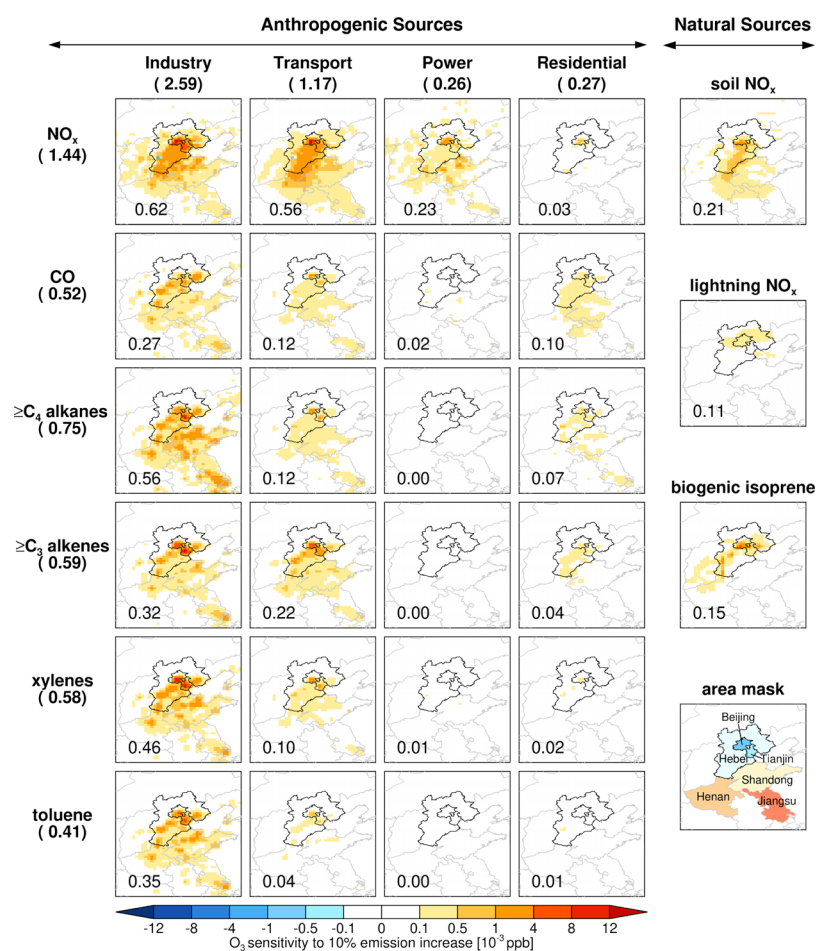 Anthropogenic Sources
Natural Sources
Industry
( 2.59)
Transport
( 1.17)
Power
( 0.26)
Residential
( 0.27)
soil NOx
NOx
( 1.44)
0.62
0.56
0.23
0.03
0.21
CO
( 0.52)
0.27
0.12
0.02
0.10
lightning NOx
0.11
≥C4 alkanes
( 0.75)
0.56
0.12
0.00
0.07
biogenic isoprene
0.15
≥C3 alkenes
( 0.59)
0.32
0.22
0.00
0.04
xylenes
( 0.58)
0.46
0.10
0.01
0.02
area mask
Beijing
Hebei
Tianjin
Shandong
Henan
Jiangsu
toluene
( 0.41)
0.35
0.04
0.00
0.01
-12 -8 -4 -1 -0.5 -0.1 0 0.1 0.5 1 4 8 12
O3 sensitivity to 10% emission increase [10-3 ppb]